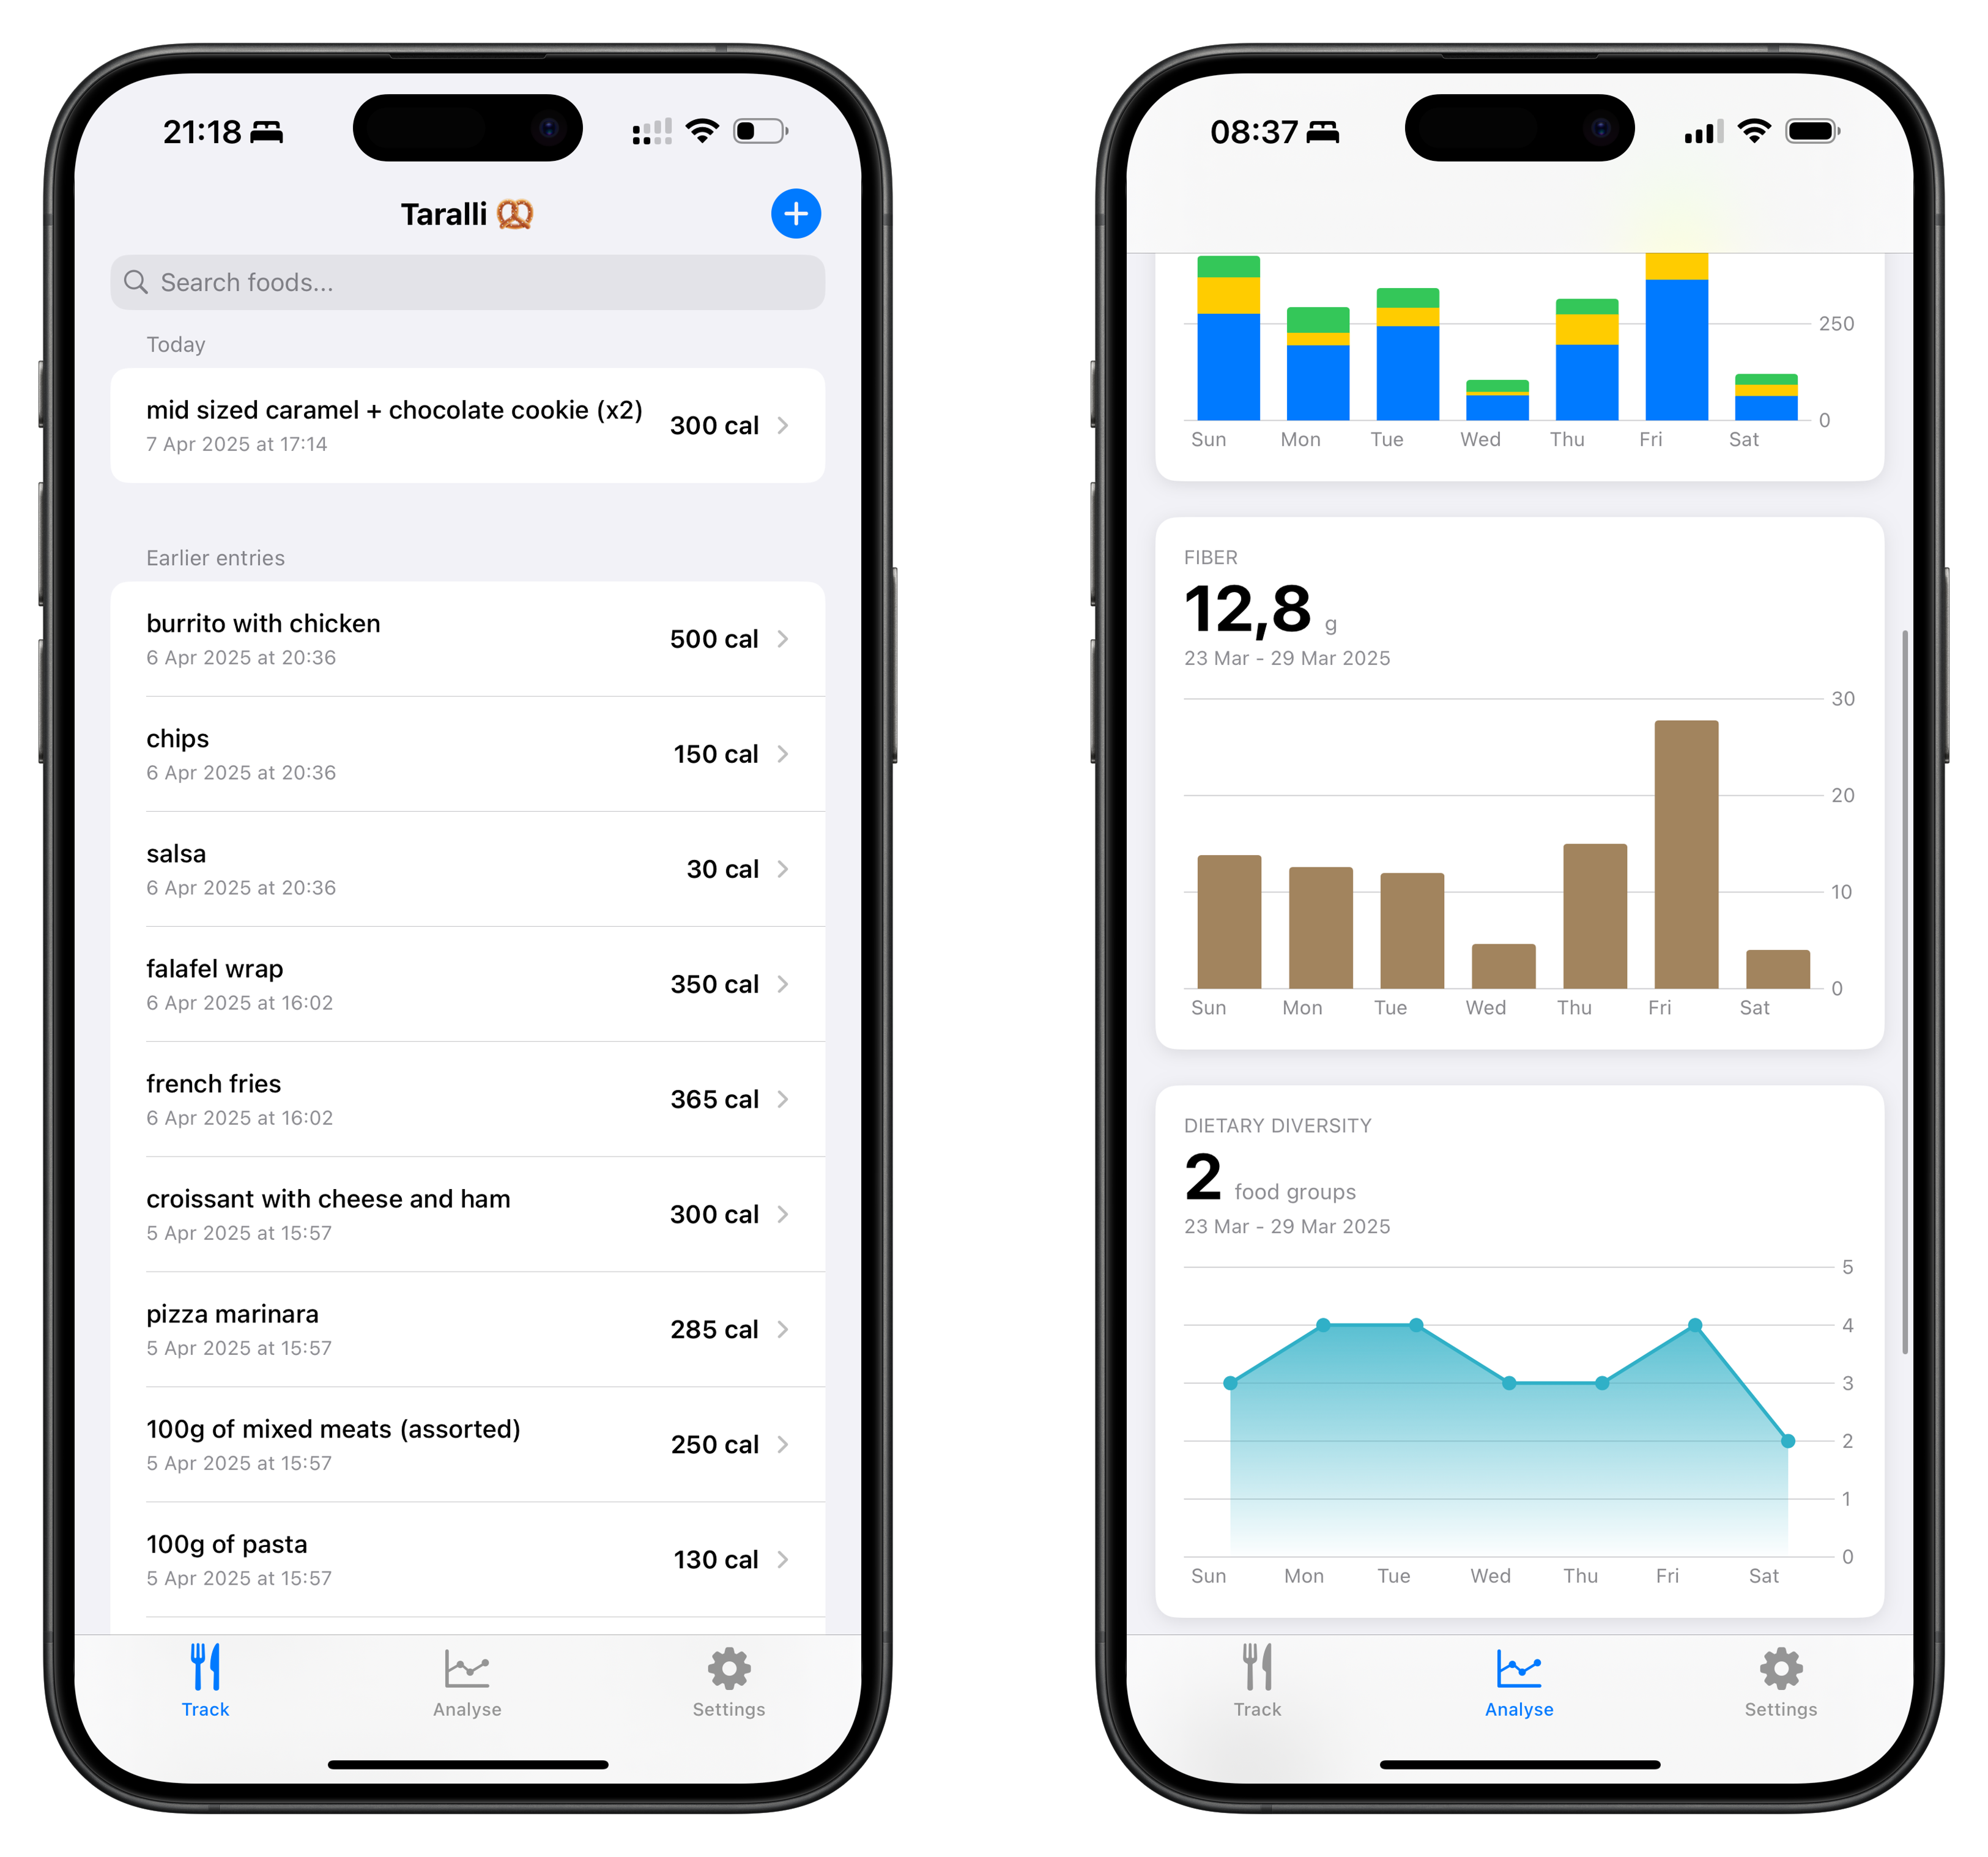 21:18
Taralli
Search foods...
Today
mid sized caramel + chocolate cookie (x2)
300 cal
7 Apr 2025 at 17:14
Earlier entries
burrito with chicken
500 cal
6 Apr 2025 at 20:36
chips
150 cal
6 Apr 2025 at 20:36
salsa
30 cal
6 Apr 2025 at 20:36
falafel wrap
350 cal
6 Apr 2025 at 16:02
french fries
365 cal
6 Apr 2025 at 16:02
croissant with cheese and ham
300 cal
5 Apr 2025 at 15:57
pizza marinara
285 cal
5 Apr 2025 at 15:57
100g of mixed meats (assorted)
250 cal
5 Apr 2025 at 15:57
100g of pasta
130 cal
5 Apr 2025 at 15:57
Track Analyse Settings
08:37
250
0
Sun Mon Tue Wed Thu Fri Sat
FIBER
12,8 g
23 Mar - 29 Mar 2025
30
20
10
0
Sun Mon Tue Wed Thu Fri Sat
DIETARY DIVERSITY
2 food groups
23 Mar - 29 Mar 2025
5
4
3
2
1
0
Sun Mon Tue Wed Thu Fri Sat
Track Analyse Settings